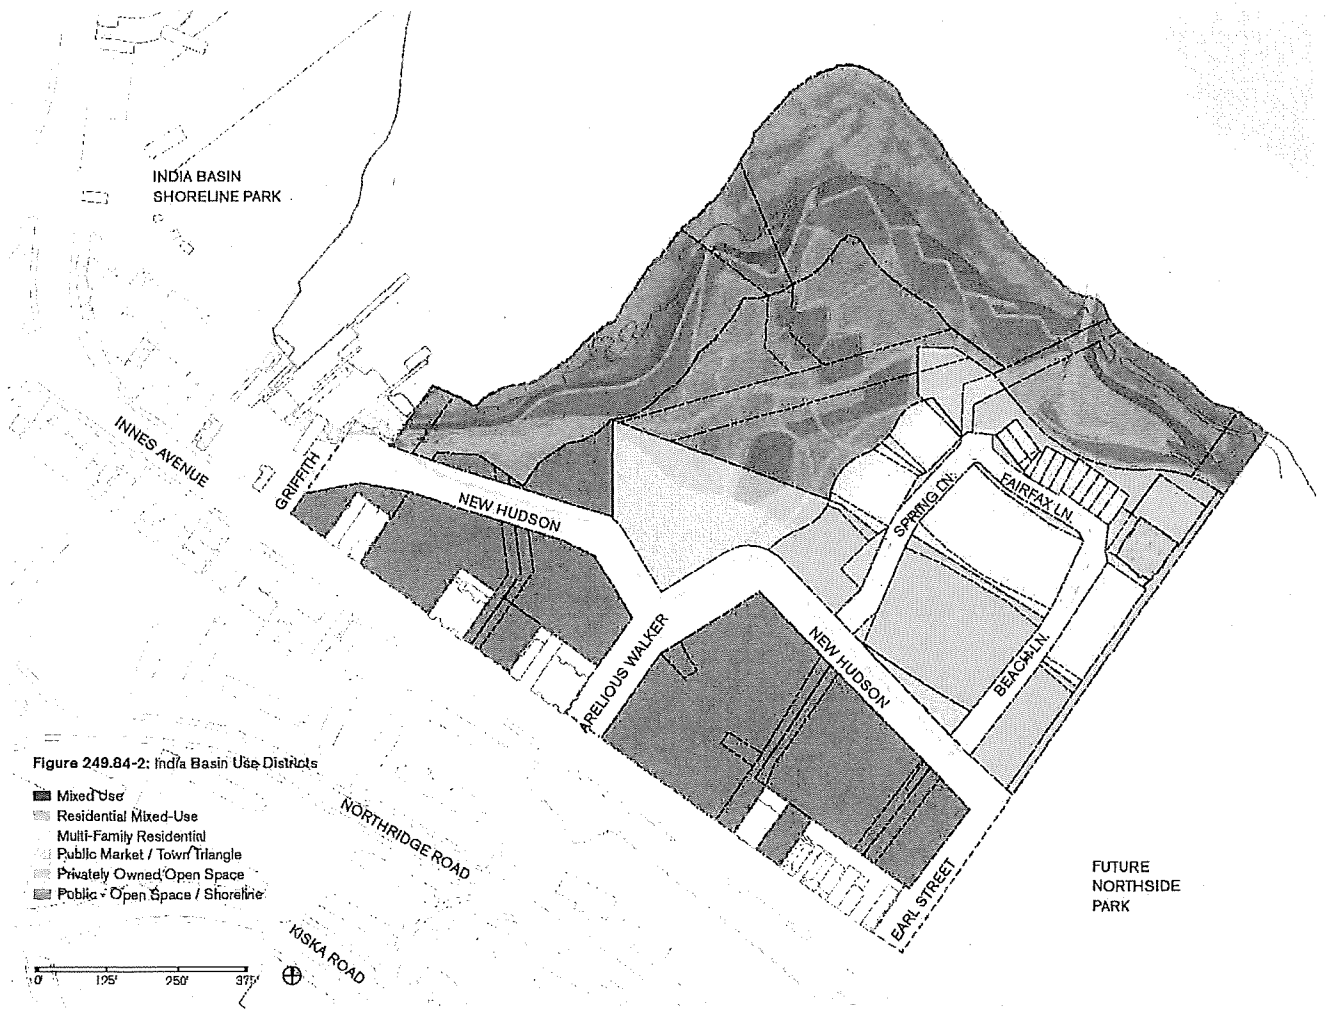 INDIA BASIN
SHORELINE PARK
INNES AVENUE
GRIFFITH
NEW HUDSON
SPRING LN.
FAIRFAX LN.
ARELIOUS WALKER
NEW HUDSON
BEACH LN.
Figure 249.84-2: India Basin Use Districts
Mixed Use
Residential Mixed-Use
Multi-Family Residential
Public Market / Town Triangle
Privately Owned Open Space
Public - Open Space / Shoreline
NORTHRIDGE ROAD
KISKA ROAD
EARL STREET
FUTURE
NORTHSIDE
PARK
0' 125' 250' 375'